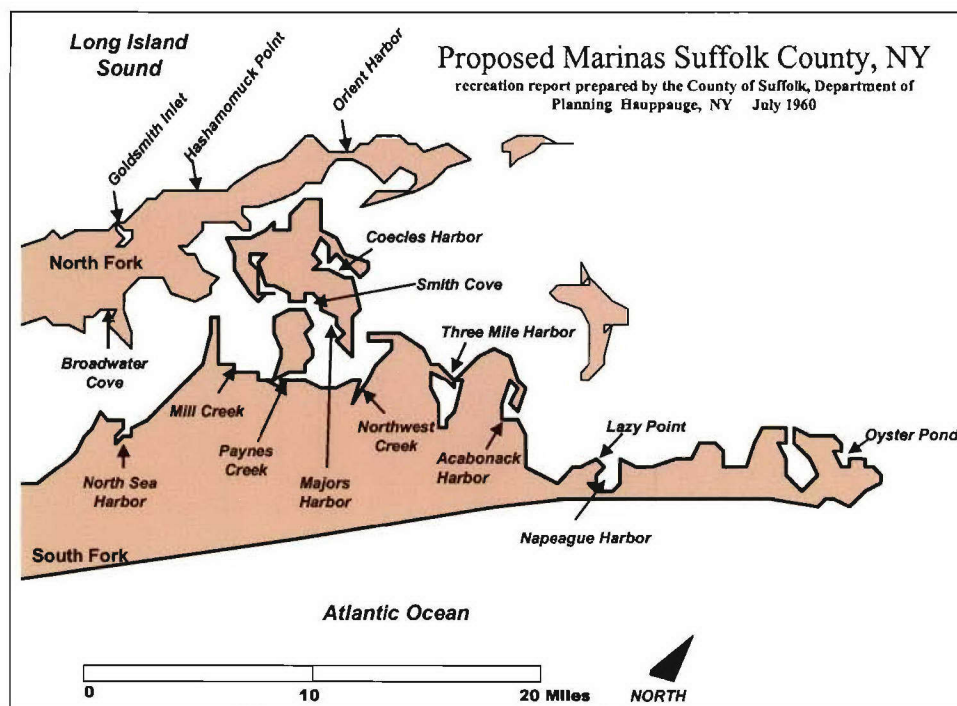 Long Island
Sound
Proposed Marinas Suffolk County, NY
recreation report prepared by the County of Suffolk, Department of
Planning Hauppauge, NY July 1960
Goldsmith Inlet
Hashamomuck Point
Orient Harbor
North Fork
Coecles Harbor
Smith Cove
Three Mile Harbor
Broadwater
Cove
Mill Creek
Paynes
Creek
Majors
Harbor
Northwest
Creek
Acabonack
Harbor
Lazy Point
Oyster Pond
North Sea
Harbor
Napeague Harbor
South Fork
Atlantic Ocean
0
10
20 Miles
NORTH